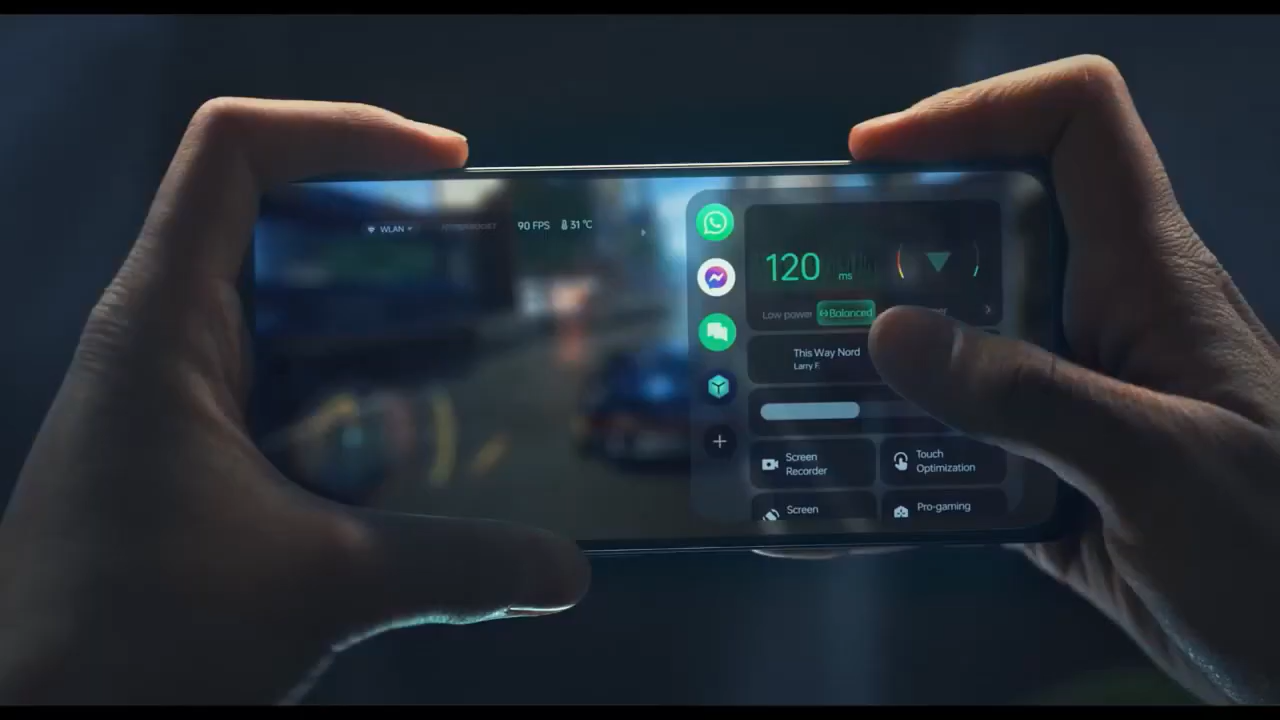 WLAN
90 FPS
31 ℃
120
ms
Low power
Balanced
This Way Nord
Larry F.
Screen
Recorder
Touch
Optimization
Screen
Pro-gaming